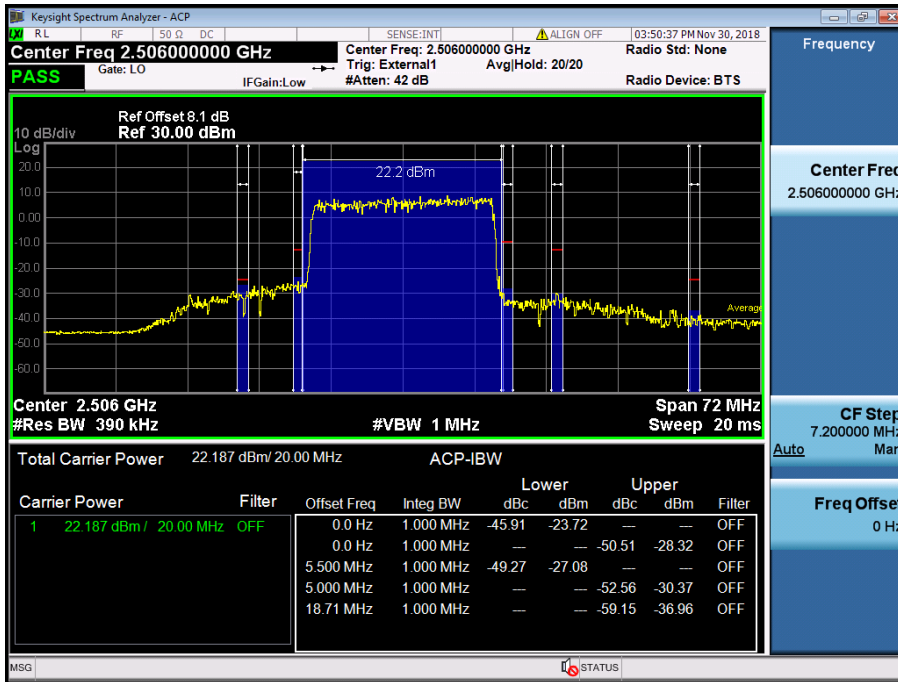 Keysight Spectrum Analyzer - ACP
LXI RL RF 50 Ω DC SENSE:INT ALIGN OFF 03:50:37 PM Nov 30, 2018
Center Freq 2.506000000 GHz
Center Freq: 2.506000000 GHz Radio Std: None
Gate: LO Trig: External1 Avg|Hold: 20/20
PASS
IFGain:Low #Atten: 42 dB Radio Device: BTS
Ref Offset 8.1 dB
10 dB/div Ref 30.00 dBm
Log
22.2 dBm
20.0
10.0
0.00
-10.0
-20.0
-30.0
-40.0
-50.0
-60.0
Average
Center 2.506 GHz Span 72 MHz
#Res BW 390 kHz #VBW 1 MHz Sweep 20 ms
Total Carrier Power 22.187 dBm/ 20.00 MHz ACP-IBW
Lower Upper
Carrier Power Filter Offset Freq Integ BW dBc dBm dBc dBm Filter
1 22.187 dBm / 20.00 MHz OFF
0.0 Hz 1.000 MHz -45.91 -23.72 --- --- OFF
0.0 Hz 1.000 MHz --- --- -50.51 -28.32 OFF
5.500 MHz 1.000 MHz -49.27 -27.08 --- --- OFF
5.000 MHz 1.000 MHz --- --- -52.56 -30.37 OFF
18.71 MHz 1.000 MHz --- --- -59.15 -36.96 OFF
MSG STATUS
Frequency
Center Freq
2.506000000 GHz
CF Step
7.200000 MHz
Auto Man
Freq Offset
0 Hz